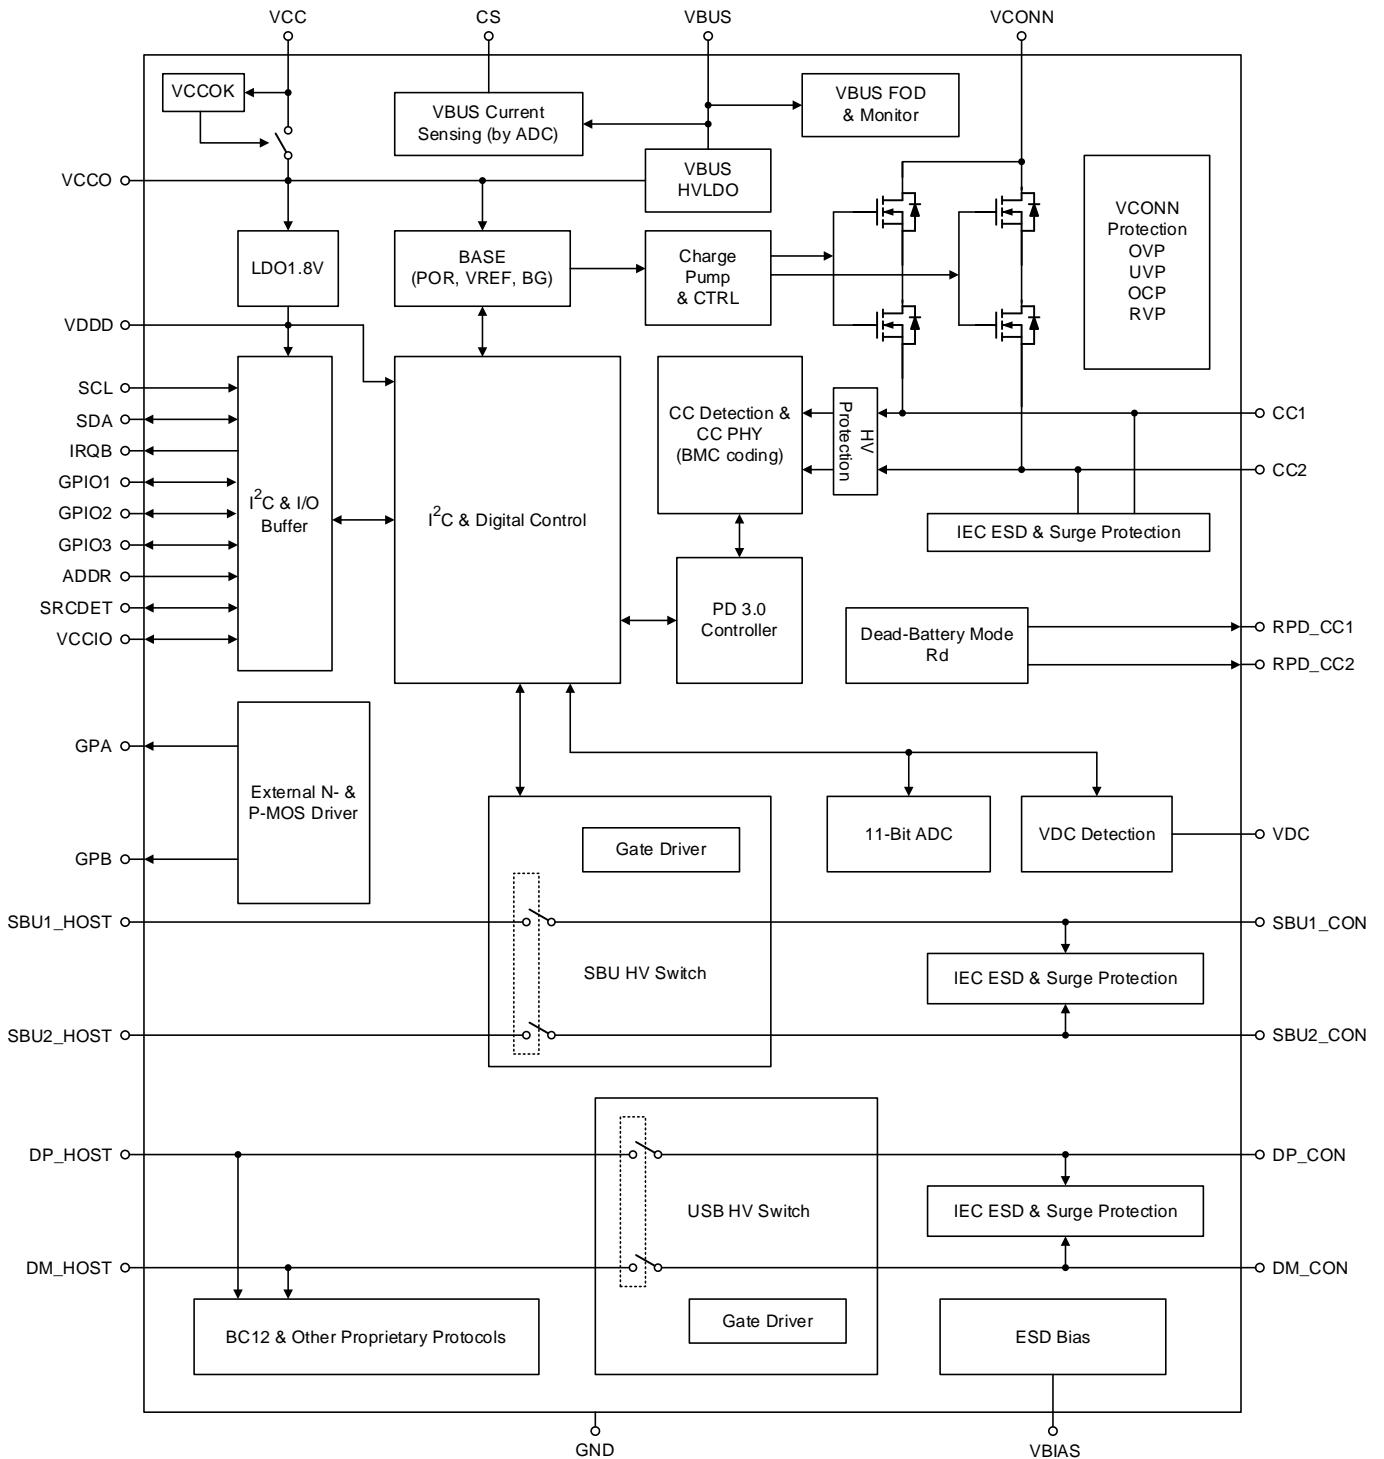 VCC
CS
VBUS
VCONN
VCCOK
VBUS Current
Sensing (by ADC)
VBUS FOD
& Monitor
VCCO
VBUS
HVLDO
VCONN
Protection
OVP
UVP
OCP
RVP
LDO1.8V
BASE
(POR, VREF, BG)
Charge
Pump
& CTRL
VDDD
SCL
SDA
IRQB
GPIO1
GPIO2
GPIO3
ADDR
SRCDET
VCCIO
I2C & I/O
Buffer
I2C & Digital Control
CC Detection &
CC PHY
(BMC coding)
HV
Protection
CC1
CC2
IEC ESD & Surge Protection
PD 3.0
Controller
Dead-Battery Mode
Rd
RPD_CC1
RPD_CC2
GPA
External N- &
P-MOS Driver
GPB
Gate Driver
11-Bit ADC
VDC Detection
VDC
SBU1_HOST
SBU1_CON
SBU HV Switch
IEC ESD & Surge Protection
SBU2_HOST
SBU2_CON
DP_HOST
DP_CON
USB HV Switch
IEC ESD & Surge Protection
DM_HOST
DM_CON
BC12 & Other Proprietary Protocols
Gate Driver
ESD Bias
GND
VBIAS